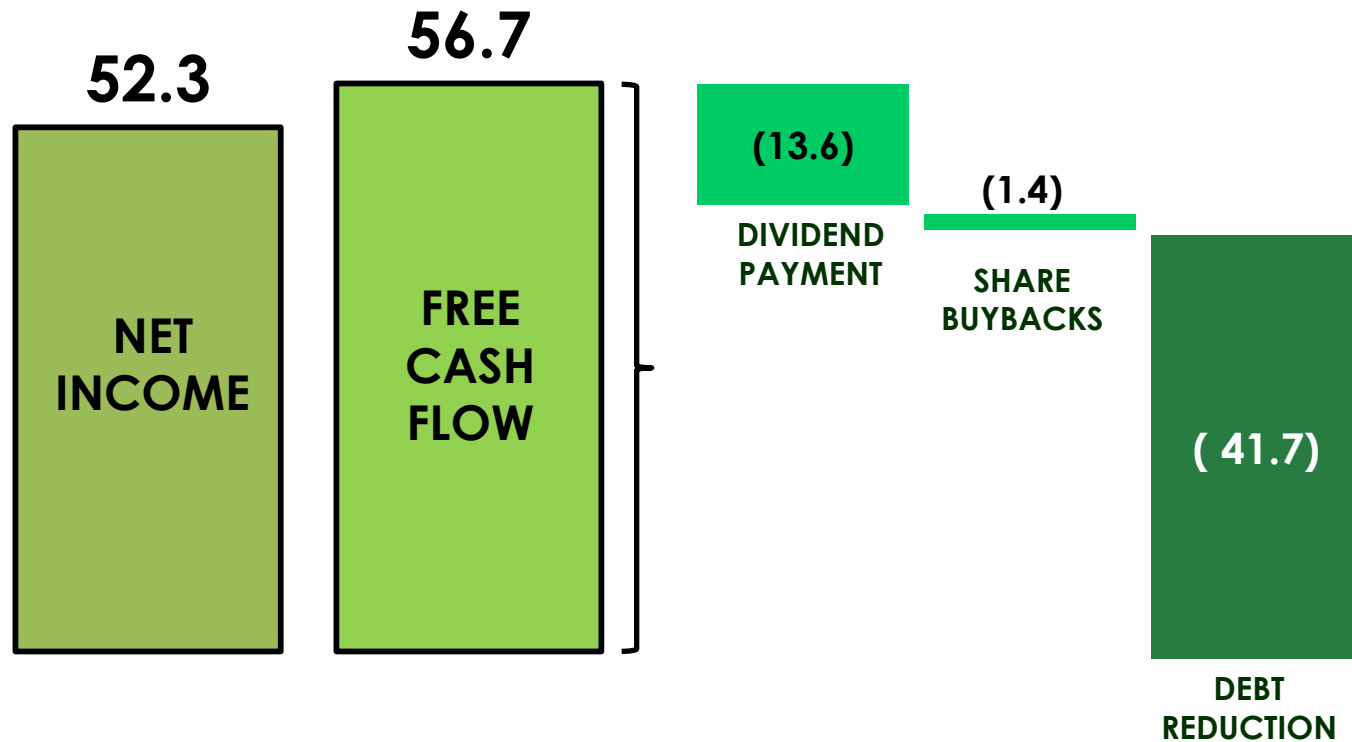 52.3
NET
INCOME
56.7
FREE
CASH
FLOW
(13.6)
DIVIDEND
PAYMENT
(1.4)
SHARE
BUYBACKS
( 41.7)
DEBT
REDUCTION